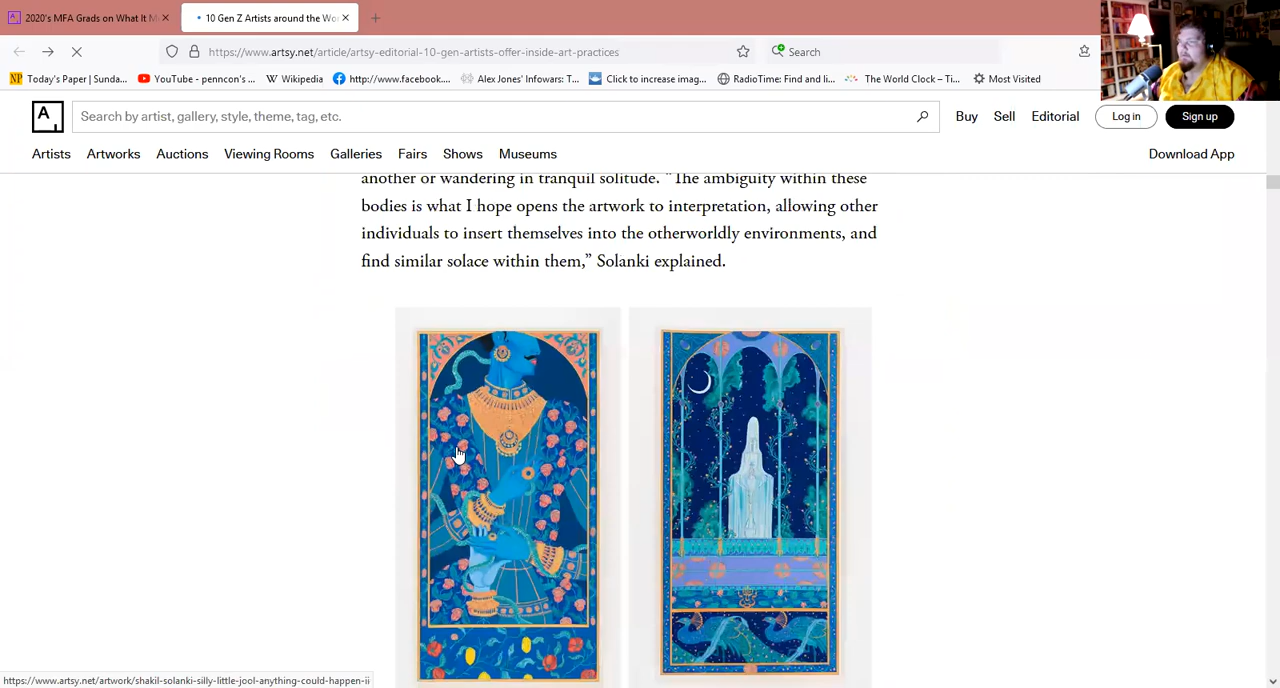 2020's MFA Grads on What It M
10 Gen Z Artists around the Wo
https://www.artsy.net/article/artsy-editorial-10-gen-artists-offer-inside-art-practices
Search
Today's Paper | Sunda...
YouTube - penncon's ...
Wikipedia
http://www.facebook....
Alex Jones' Infowars: T...
Click to increase imag...
RadioTime: Find and li...
The World Clock – Ti...
Most Visited
A
Search by artist, gallery, style, theme, tag, etc.
Buy
Sell
Editorial
Log in
Sign up
Artists
Artworks
Auctions
Viewing Rooms
Galleries
Fairs
Shows
Museums
Download App
another or wandering in tranquil solitude. “The ambiguity within these
bodies is what I hope opens the artwork to interpretation, allowing other
individuals to insert themselves into the otherworldly environments, and
find similar solace within them,” Solanki explained.
https://www.artsy.net/artwork/shakil-solanki-silly-little-jool-anything-could-happen-ii